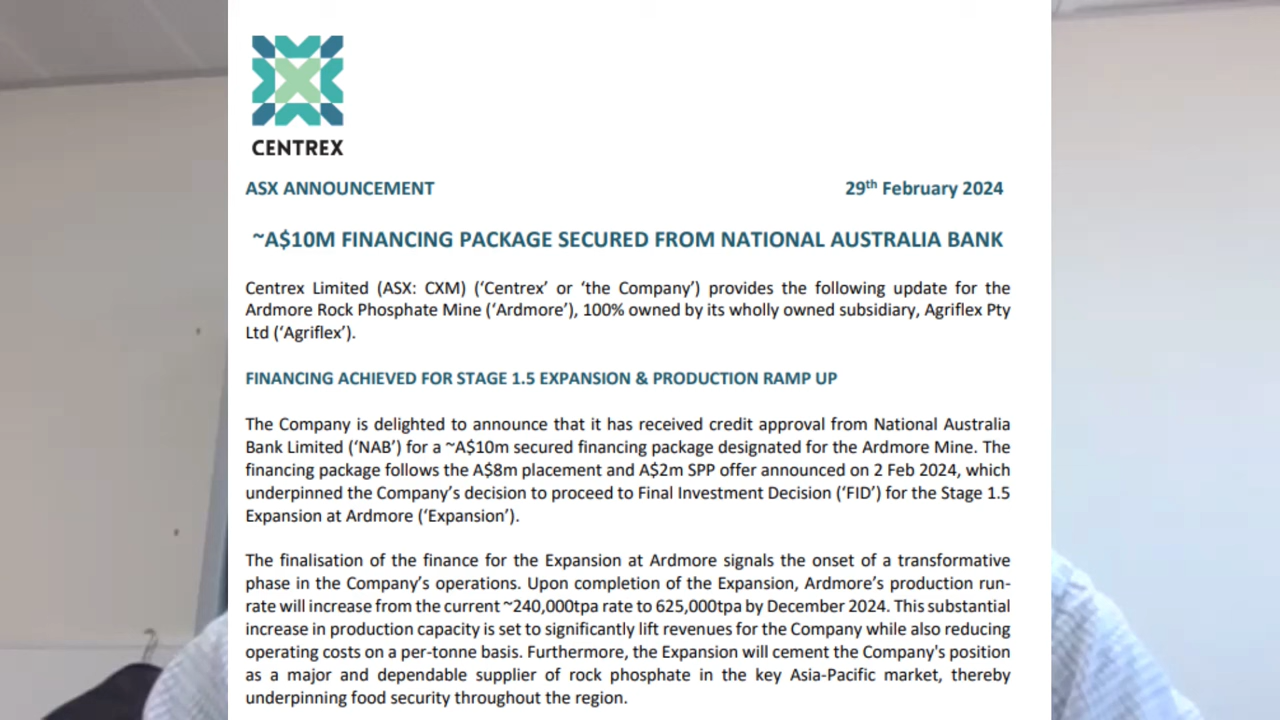 CENTREX
ASX ANNOUNCEMENT 29th February 2024
~A$10M FINANCING PACKAGE SECURED FROM NATIONAL AUSTRALIA BANK
Centrex Limited (ASX: CXM) (‘Centrex’ or ‘the Company’) provides the following update for the
Ardmore Rock Phosphate Mine (‘Ardmore’), 100% owned by its wholly owned subsidiary, Agriflex Pty
Ltd (‘Agriflex’).
FINANCING ACHIEVED FOR STAGE 1.5 EXPANSION & PRODUCTION RAMP UP
The Company is delighted to announce that it has received credit approval from National Australia
Bank Limited (‘NAB’) for a ~A$10m secured financing package designated for the Ardmore Mine. The
financing package follows the A$8m placement and A$2m SPP offer announced on 2 Feb 2024, which
underpinned the Company’s decision to proceed to Final Investment Decision (‘FID’) for the Stage 1.5
Expansion at Ardmore (‘Expansion’).
The finalisation of the finance for the Expansion at Ardmore signals the onset of a transformative
phase in the Company’s operations. Upon completion of the Expansion, Ardmore’s production run-
rate will increase from the current ~240,000tpa rate to 625,000tpa by December 2024. This substantial
increase in production capacity is set to significantly lift revenues for the Company while also reducing
operating costs on a per-tonne basis. Furthermore, the Expansion will cement the Company's position
as a major and dependable supplier of rock phosphate in the key Asia-Pacific market, thereby
underpinning food security throughout the region.